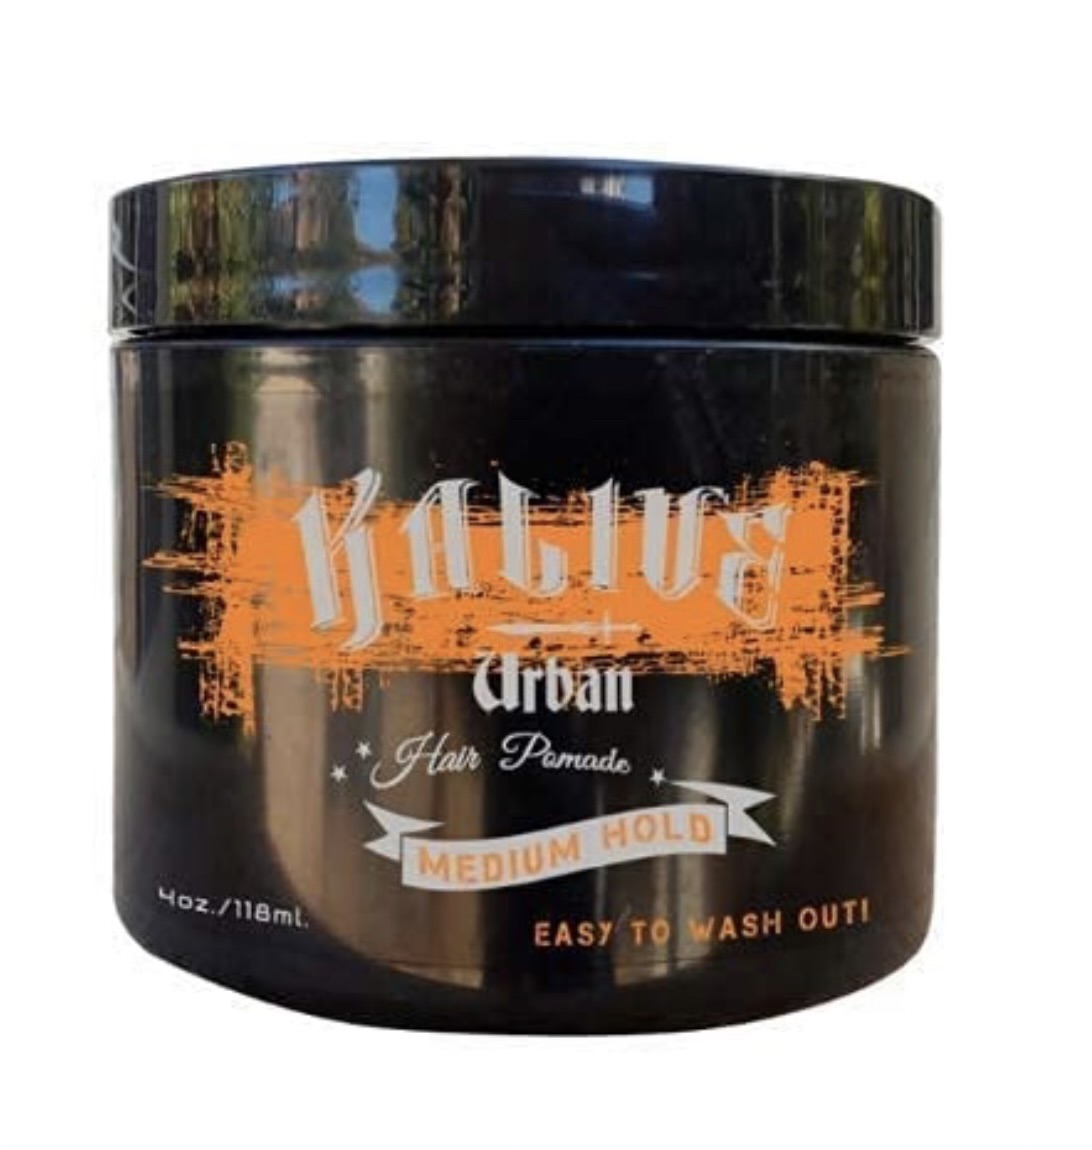 KALIVE
Urban
Hair Pomade
MEDIUM HOLD
4oz./118ml.
EASY TO WASH OUT!